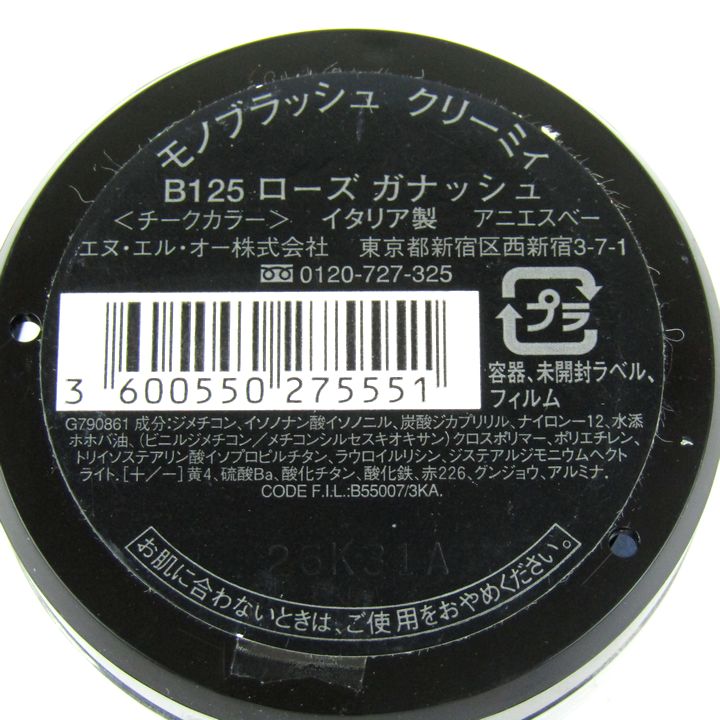 モノブラッシュ クリーミィ
B125 ローズ ガナッシュ
＜チークカラー＞ イタリア製 アニエスベー
エヌ・エル・オー株式会社 東京都新宿区西新宿3-7-1
0120-727-325
プラ
容器、未開封ラベル、
フィルム
3 600550 275551
G790861 成分:ジメチコン、イソノナン酸イソノニル、炭酸ジカプリリル、ナイロン-12、水添
ホホバ油、(ビニルジメチコン／メチコンシルセスキオキサン)クロスポリマー、ポリエチレン、
トリイソステアリン酸イソプロピルチタン、ラウロイルリシン、ジステアルジモニウムヘクト
ライト. [＋／－] 黄4、硫酸Ba、酸化チタン、酸化鉄、赤226、グンジョウ、アルミナ.
CODE F.I.L.:B55007/3KA.
23K31A
お肌に合わないときは、ご使用をおやめください。